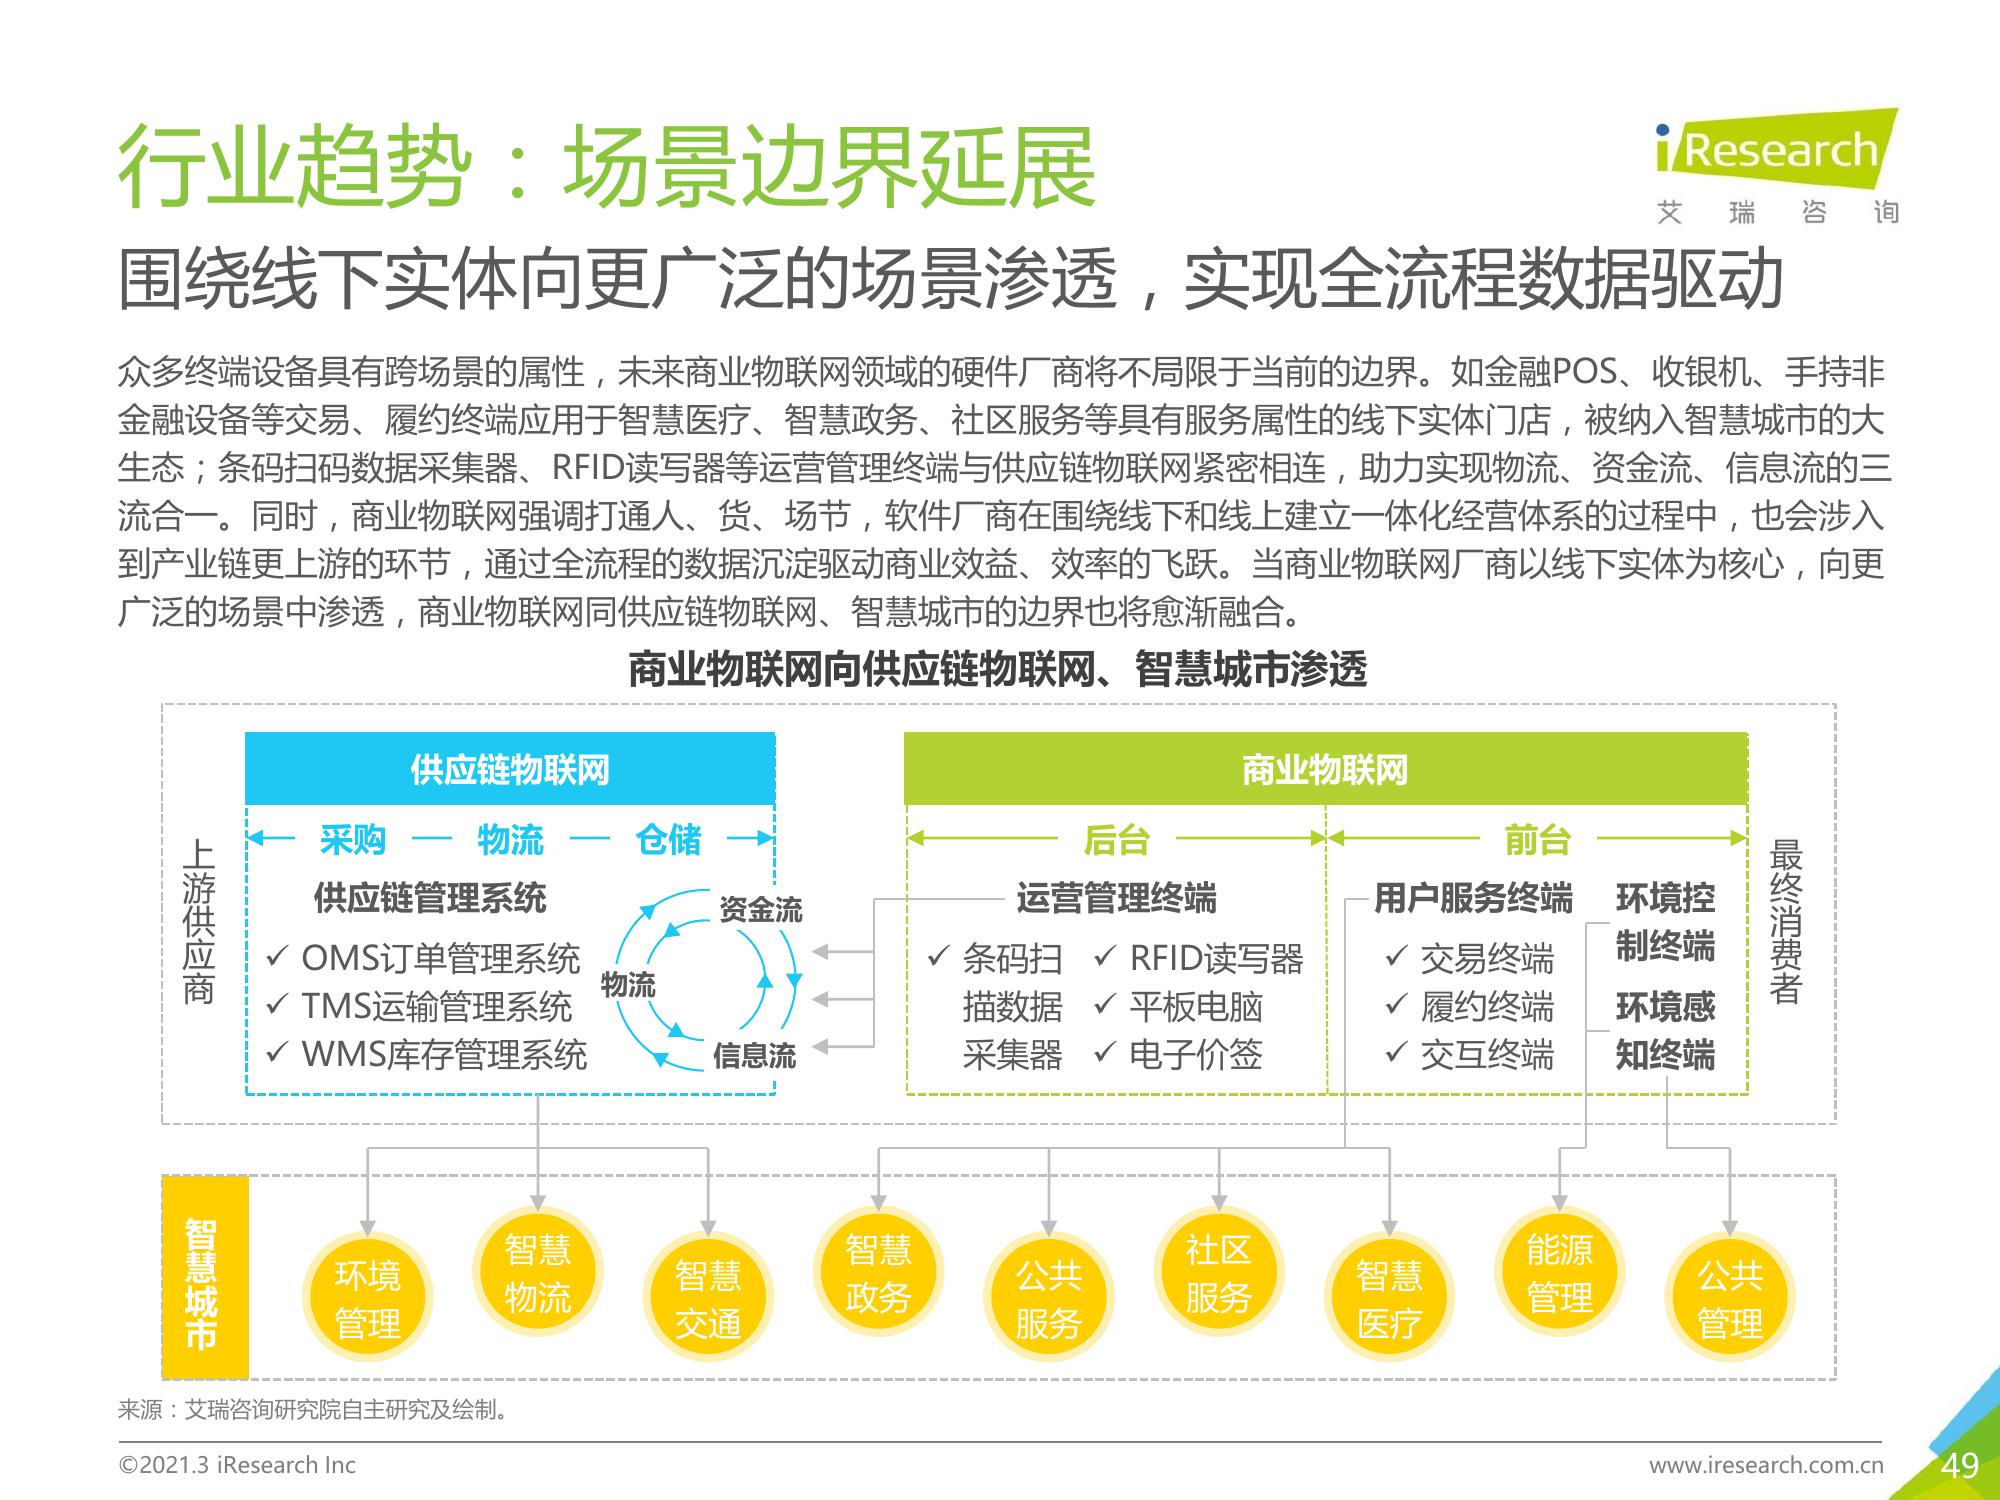 行业趋势：场景边界延展
iResearch
艾瑞咨询
围绕线下实体向更广泛的场景渗透，实现全流程数据驱动
众多终端设备具有跨场景的属性，未来商业物联网领域的硬件厂商将不局限于当前的边界。如金融POS、收银机、手持非
金融设备等交易、履约终端应用于智慧医疗、智慧政务、社区服务等具有服务属性的线下实体门店，被纳入智慧城市的大
生态；条码扫码数据采集器、RFID读写器等运营管理终端与供应链物联网紧密相连，助力实现物流、资金流、信息流的三
流合一。同时，商业物联网强调打通人、货、场节，软件厂商在围绕线下和线上建立一体化经营体系的过程中，也会涉入
到产业链更上游的环节，通过全流程的数据沉淀驱动商业效益、效率的飞跃。当商业物联网厂商以线下实体为核心，向更
广泛的场景中渗透，商业物联网同供应链物联网、智慧城市的边界也将愈渐融合。
商业物联网向供应链物联网、智慧城市渗透
上游供应商
供应链物联网
采购 物流 仓储
供应链管理系统
✓ OMS订单管理系统
✓ TMS运输管理系统
✓ WMS库存管理系统
资金流
物流
信息流
商业物联网
后台
运营管理终端
✓ 条码扫
描数据
采集器
✓ RFID读写器
✓ 平板电脑
✓ 电子价签
前台
用户服务终端
✓ 交易终端
✓ 履约终端
✓ 交互终端
环境控
制终端
环境感
知终端
最终消费者
智慧城市
环境
管理
智慧
物流
智慧
交通
智慧
政务
公共
服务
社区
服务
智慧
医疗
能源
管理
公共
管理
来源：艾瑞咨询研究院自主研究及绘制。
©2021.3 iResearch Inc
www.iresearch.com.cn
49